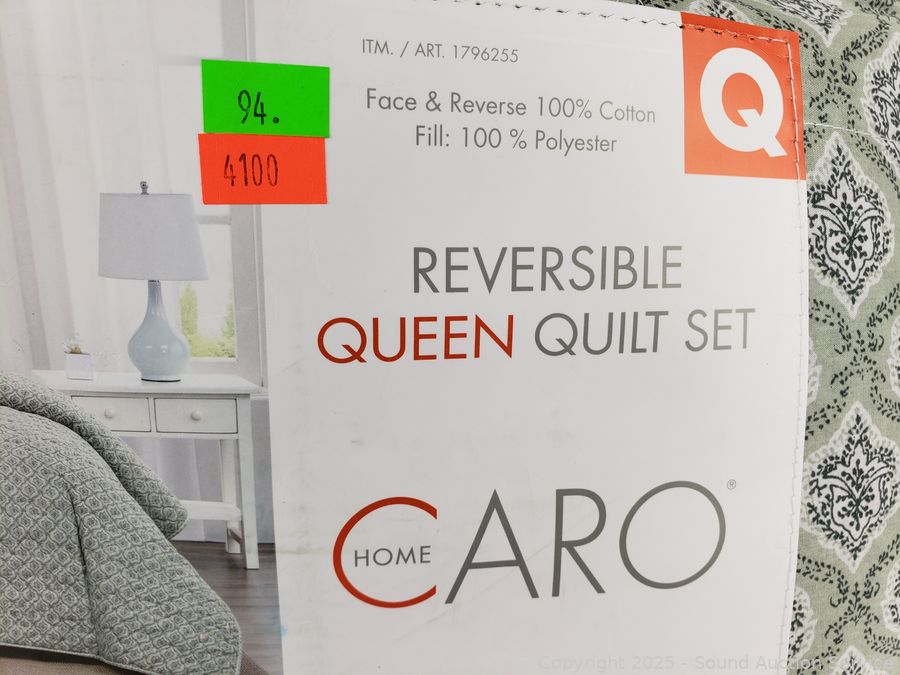 ITM. / ART. 1796255
Q
94.
4100
Face & Reverse 100% Cotton
Fill: 100 % Polyester
REVERSIBLE
QUEEN QUILT SET
HOME CARO®
Copyright 2025 - Sound Auction Service